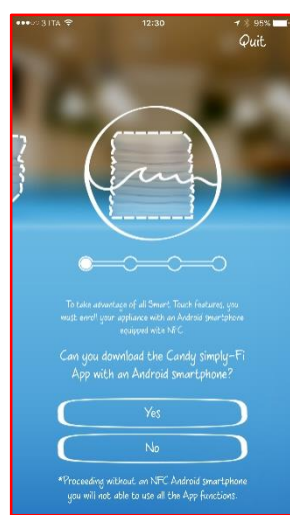 3 ITA 12:30 95%
Quit
To take advantage of all Smart Touch features, you
must enroll your appliance with an Android smartphone
equipped with NFC
Can you download the Candy simply-Fi
App with an Android smartphone?
Yes
No
*Proceeding without an NFC Android smartphone
you will not able to use all the App functions.